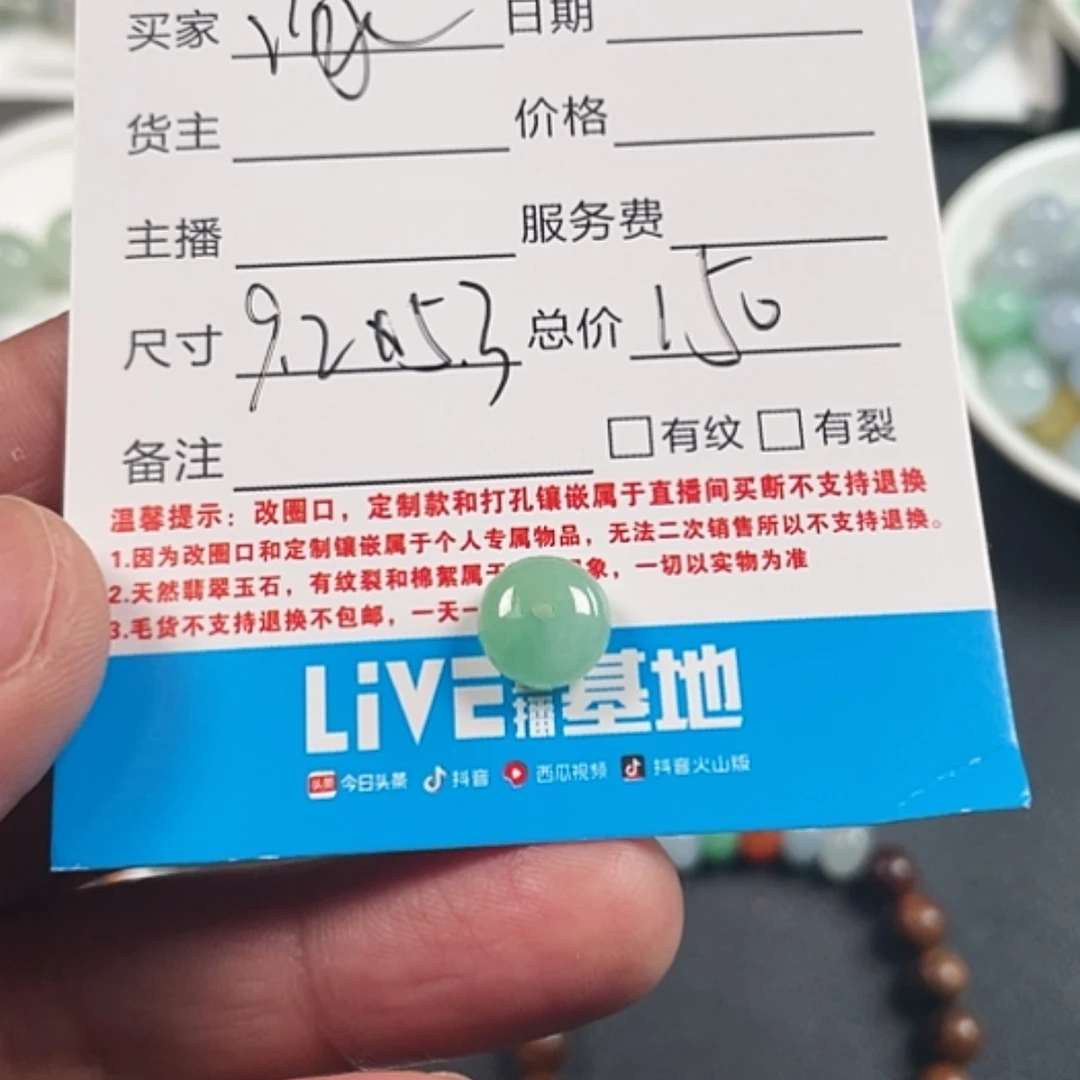 买家 日期
货主 价格
主播 服务费
尺寸 9.2 5.3 总价 150
备注 有纹 有裂
温馨提示：改圈口，定制款和打孔镶嵌属于直播间买断不支持退换
1.因为改圈口和定制镶嵌属于个人专属物品，无法二次销售所以不支持退换。
2.天然翡翠玉石，有纹裂和棉絮属于 象，一切以实物为准
3.毛货不支持退换不包邮，一天一
LiVE 播基地
头条 今日头条 抖音 西瓜视频 抖音火山版